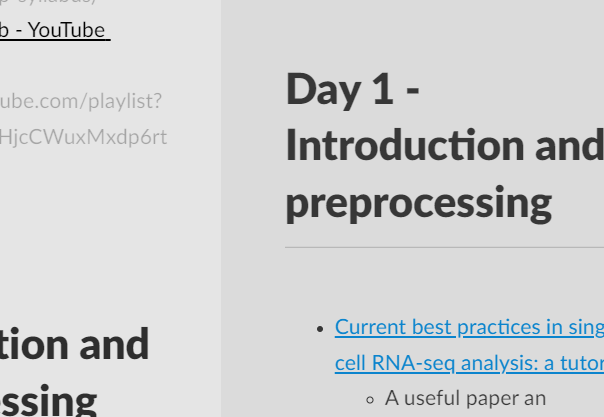 b - YouTube
ube.com/playlist?
HjcCWuxMxdp6rt
tion and
ssing
Day 1 -
Introduction and
preprocessing
Current best practices in sing
cell RNA-seq analysis: a tutor
A useful paper an